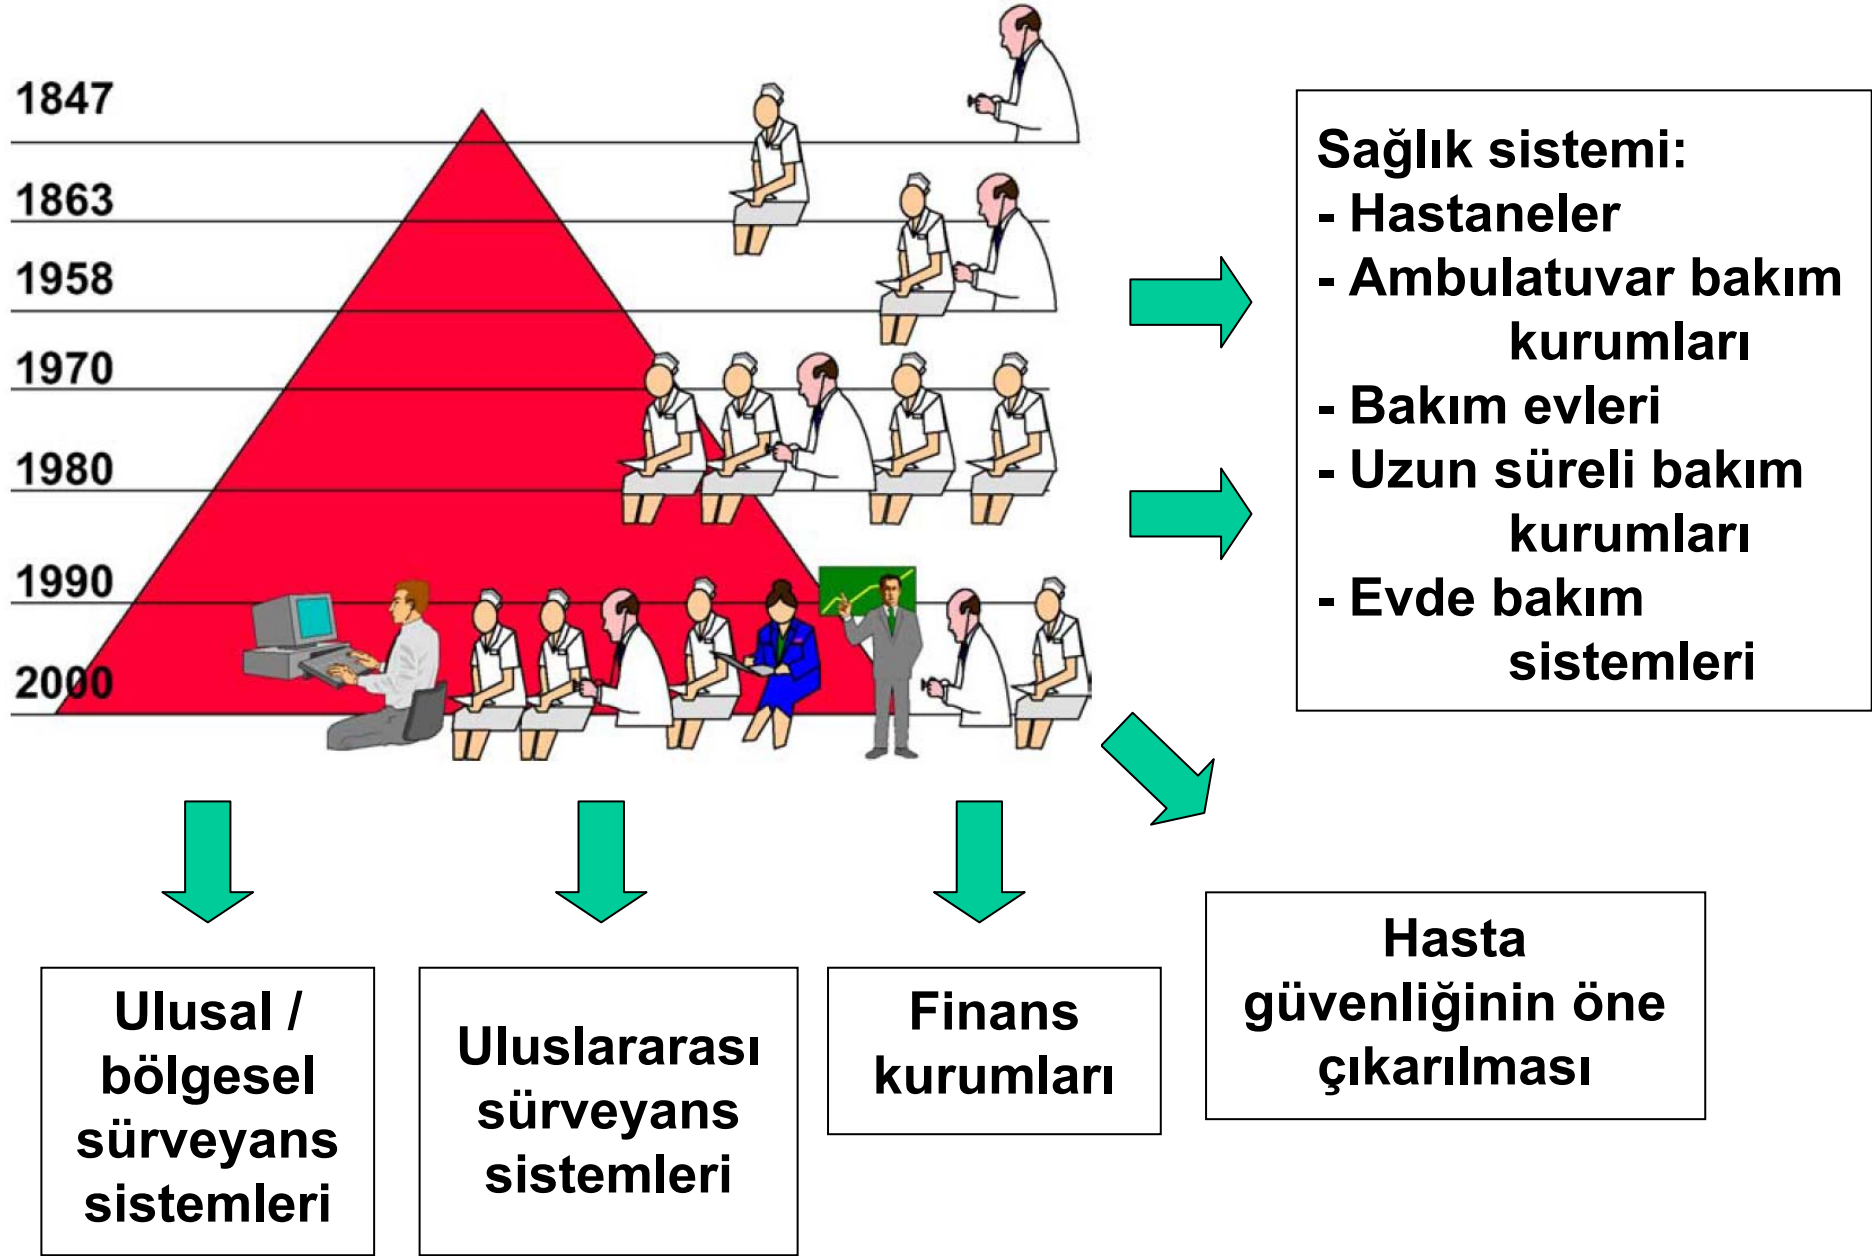 1847
1863
1958
1970
1980
1990
2000
Sağlık sistemi:
- Hastaneler
- Ambulatuvar bakım
kurumları
- Bakım evleri
- Uzun süreli bakım
kurumları
- Evde bakım
sistemleri
Ulusal /
bölgesel
sürveyans
sistemleri
Uluslararası
sürveyans
sistemleri
Finans
kurumları
Hasta
güvenliğinin öne
çıkarılması